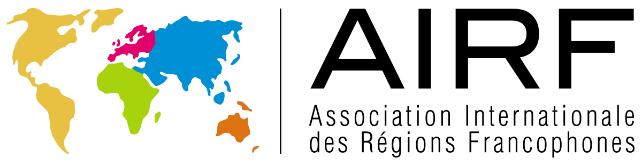 AIRF
Association Internationale
des Régions Francophones